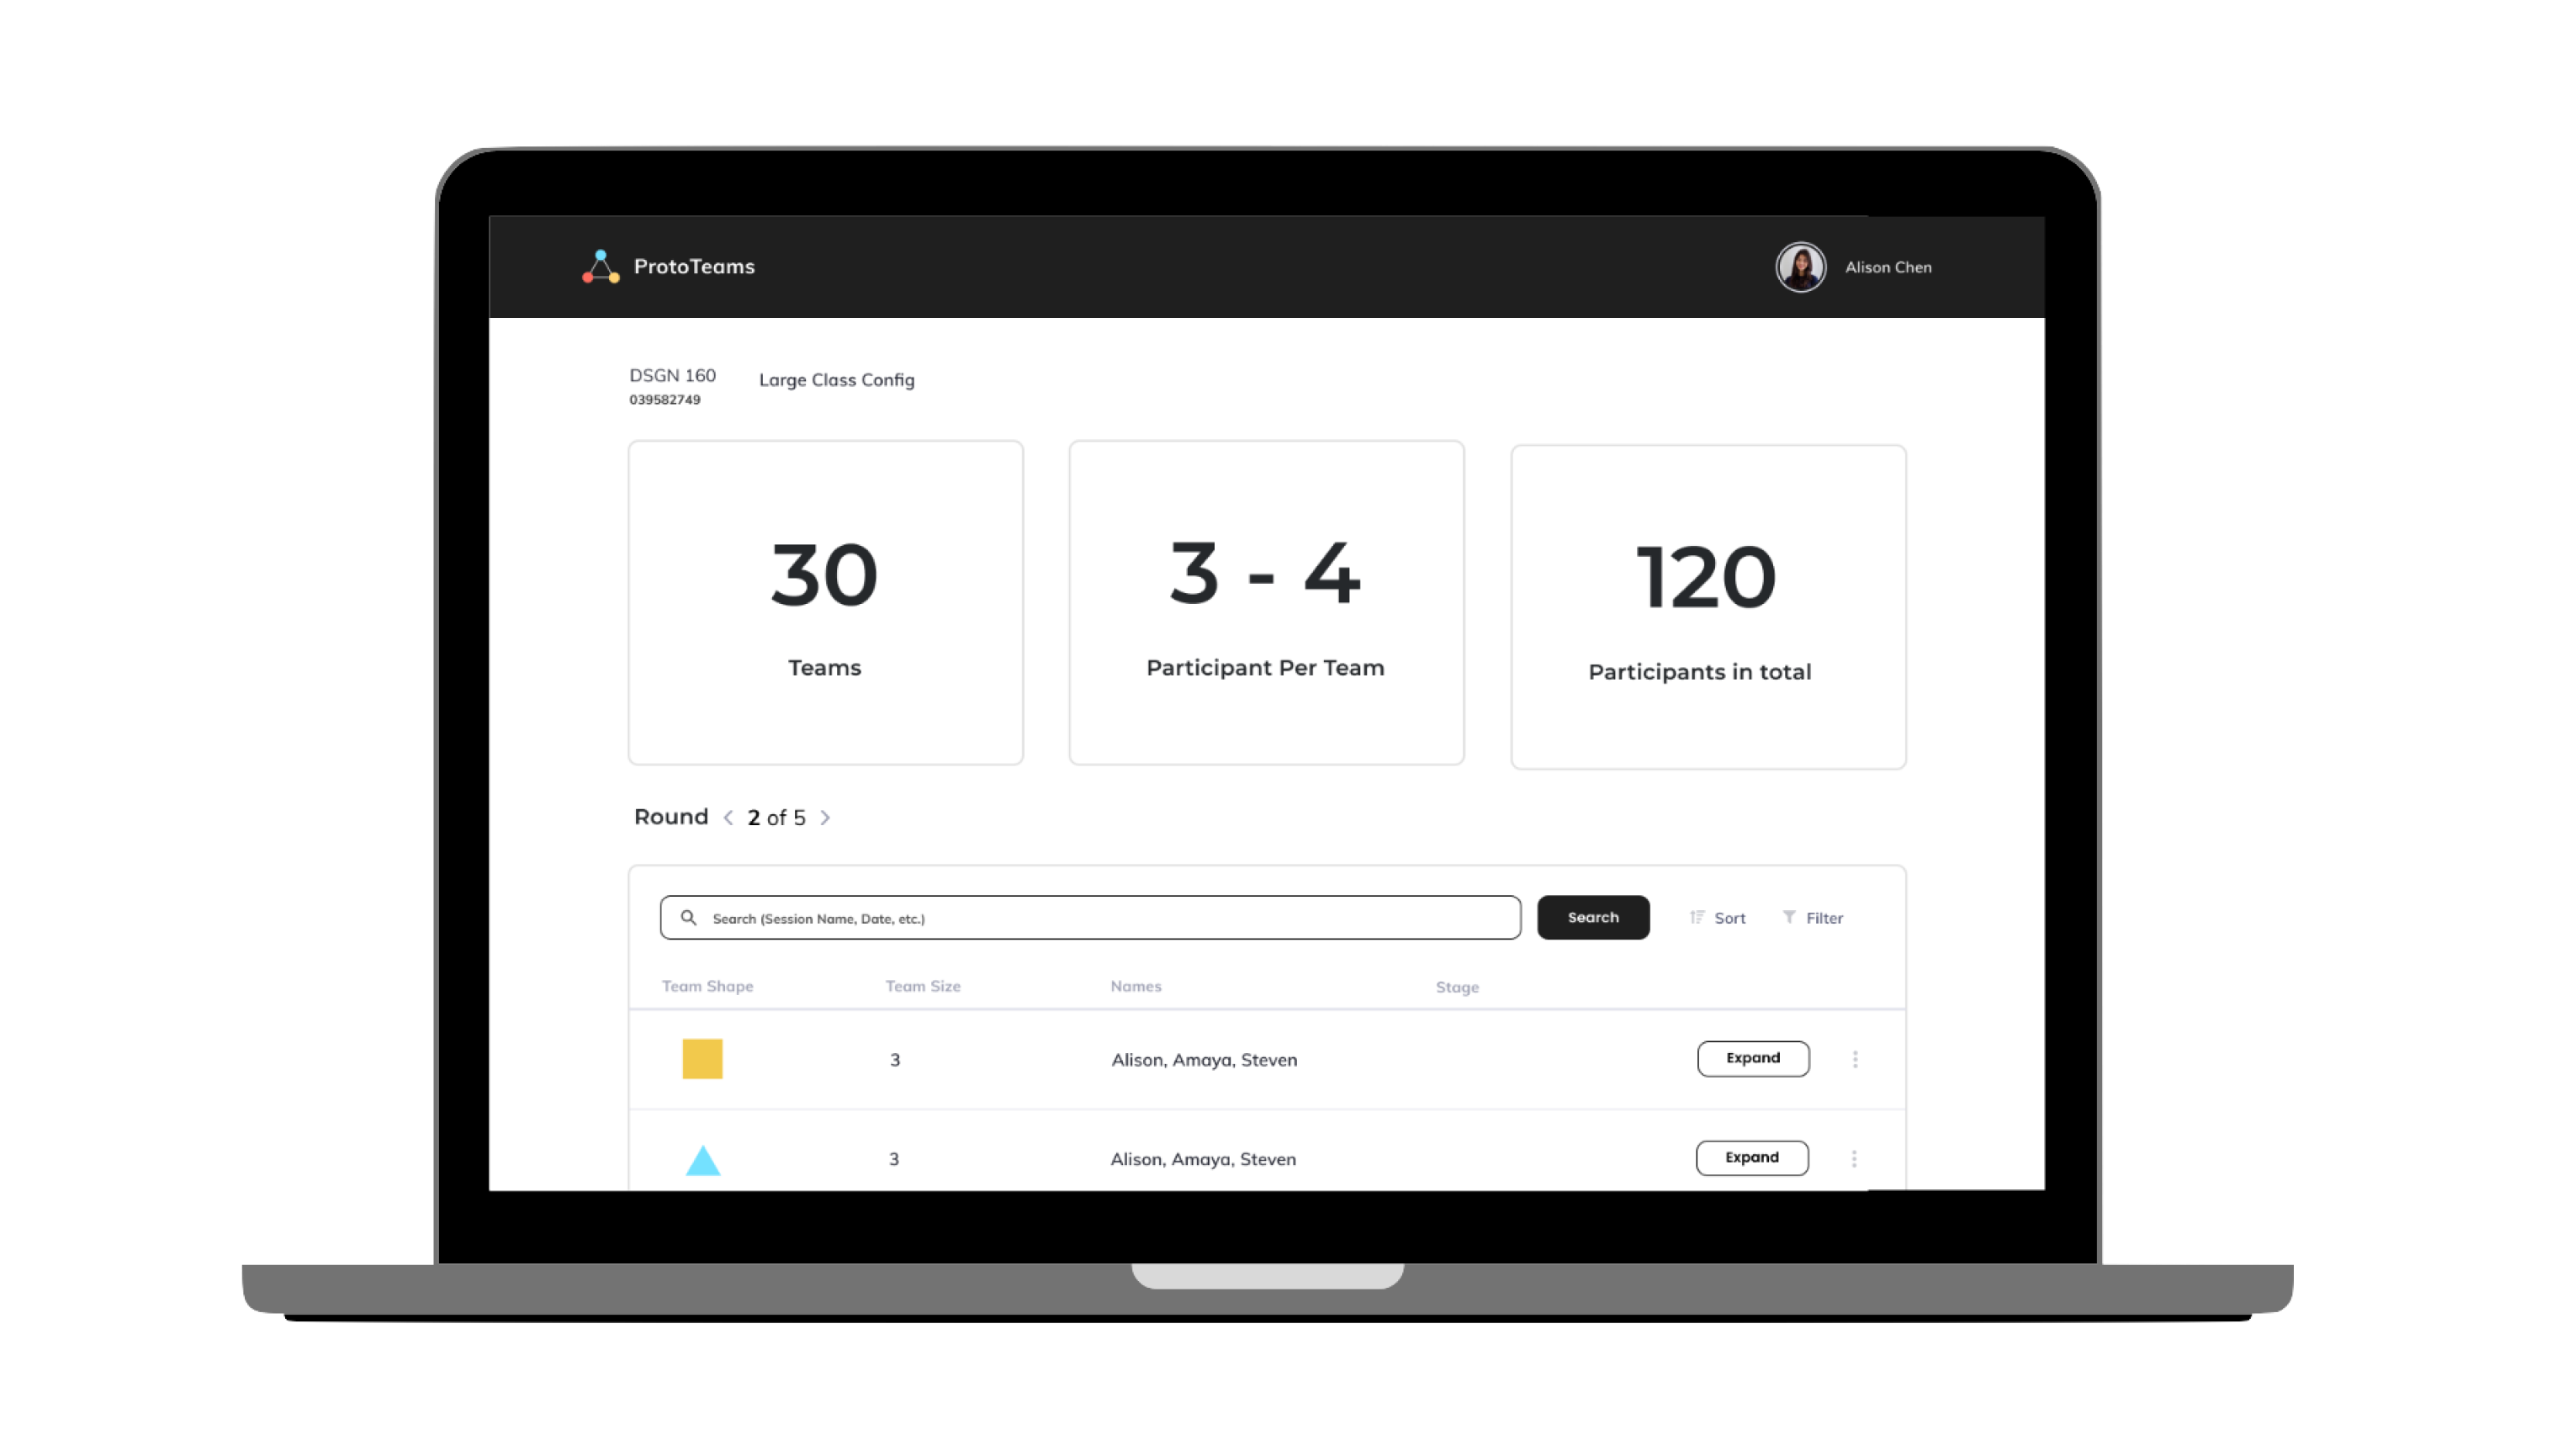 ProtoTeams
Alison Chen
DSGN 160
Large Class Config
039582749
30
Teams
3 - 4
Participant Per Team
120
Participants in total
Round < 2 of 5 >
Search (Session Name, Date, etc.)
Search
Sort
Filter
Team Shape Team Size Names Stage
3 Alison, Amaya, Steven Expand
3 Alison, Amaya, Steven Expand